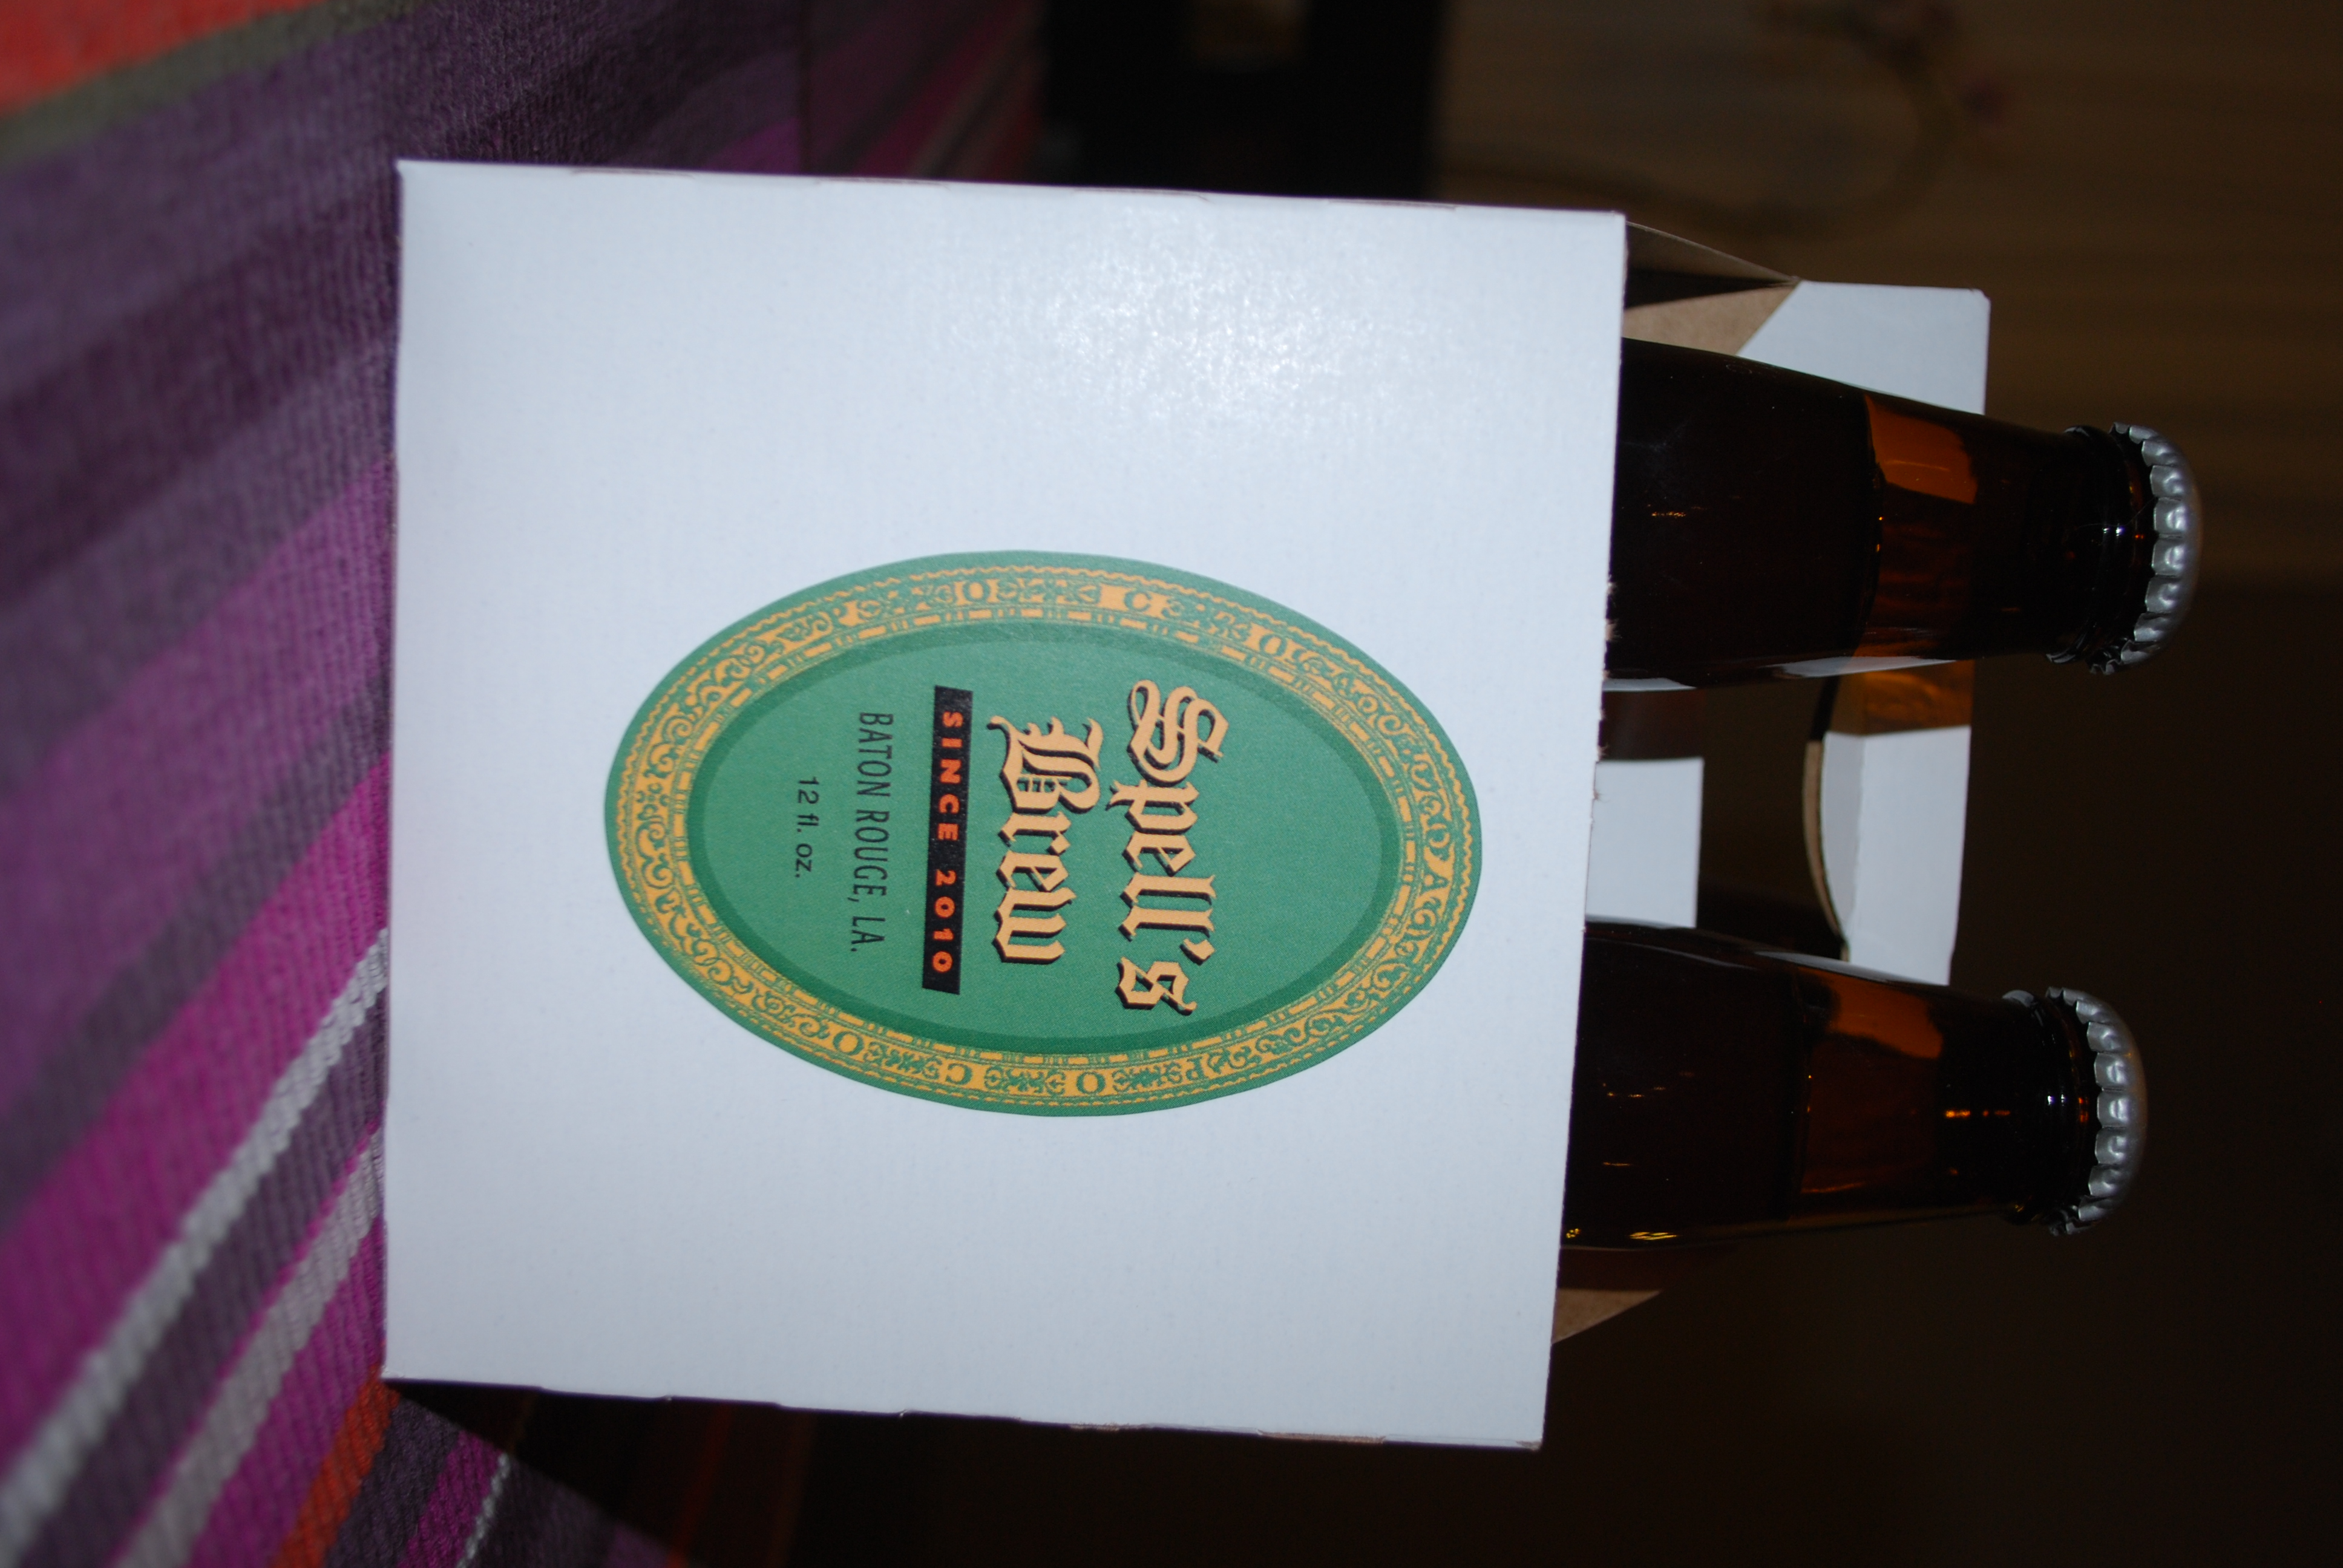 Spell's
Brew
SINCE 2010
BATON ROUGE, LA.
12 fl. oz.